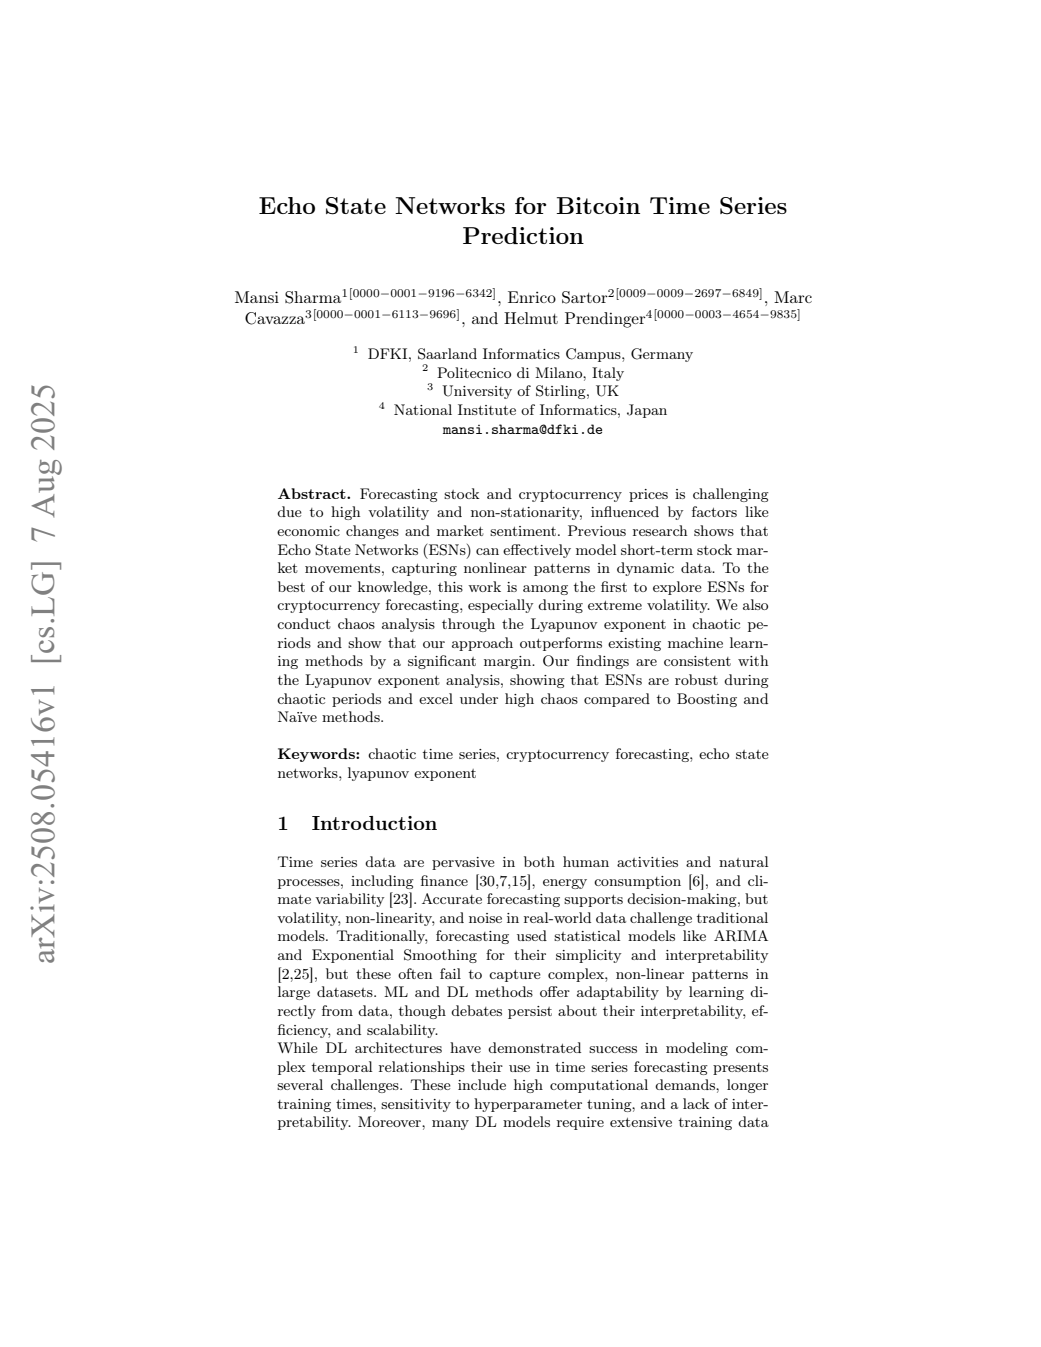 Echo State Networks for Bitcoin Time Series
Prediction
Mansi Sharma1[0000−0001−9196−6342], Enrico Sartor2[0009−0009−2697−6849], Marc
Cavazza3[0000−0001−6113−9696], and Helmut Prendinger4[0000−0003−4654−9835]
1 DFKI, Saarland Informatics Campus, Germany
2 Politecnico di Milano, Italy
3 University of Stirling, UK
4 National Institute of Informatics, Japan
mansi.sharma@dfki.de
Abstract. Forecasting stock and cryptocurrency prices is challenging
due to high volatility and non-stationarity, influenced by factors like
economic changes and market sentiment. Previous research shows that
Echo State Networks (ESNs) can effectively model short-term stock mar-
ket movements, capturing nonlinear patterns in dynamic data. To the
best of our knowledge, this work is among the first to explore ESNs for
cryptocurrency forecasting, especially during extreme volatility. We also
conduct chaos analysis through the Lyapunov exponent in chaotic pe-
riods and show that our approach outperforms existing machine learn-
ing methods by a significant margin. Our findings are consistent with
the Lyapunov exponent analysis, showing that ESNs are robust during
chaotic periods and excel under high chaos compared to Boosting and
Naïve methods.
Keywords: chaotic time series, cryptocurrency forecasting, echo state
networks, lyapunov exponent
1 Introduction
Time series data are pervasive in both human activities and natural
processes, including finance [30,7,15], energy consumption [6], and cli-
mate variability [23]. Accurate forecasting supports decision-making, but
volatility, non-linearity, and noise in real-world data challenge traditional
models. Traditionally, forecasting used statistical models like ARIMA
and Exponential Smoothing for their simplicity and interpretability
[2,25], but these often fail to capture complex, non-linear patterns in
large datasets. ML and DL methods offer adaptability by learning di-
rectly from data, though debates persist about their interpretability, ef-
ficiency, and scalability.
While DL architectures have demonstrated success in modeling com-
plex temporal relationships their use in time series forecasting presents
several challenges. These include high computational demands, longer
training times, sensitivity to hyperparameter tuning, and a lack of inter-
pretability. Moreover, many DL models require extensive training data
arXiv:2508.05416v1 [cs.LG] 7 Aug 2025